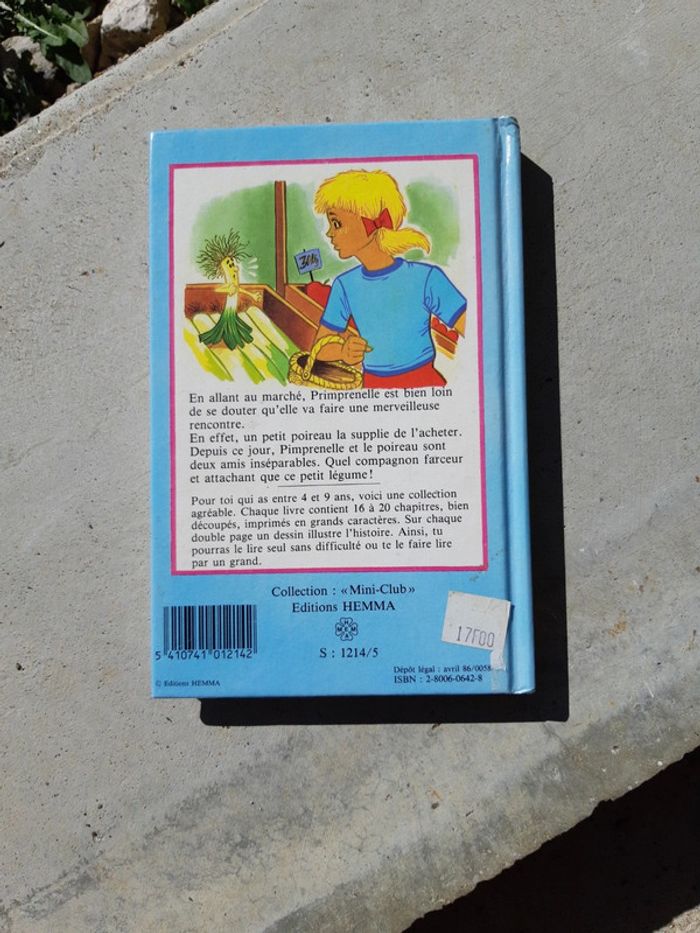 En allant au marché, Primprenelle est bien loin
de se douter qu'elle va faire une merveilleuse
rencontre.
En effet, un petit poireau la supplie de l'acheter.
Depuis ce jour, Pimprenelle et le poireau sont
deux amis inséparables. Quel compagnon farceur
et attachant que ce petit légume!
Pour toi qui as entre 4 et 9 ans, voici une collection
agréable. Chaque livre contient 16 à 20 chapitres, bien
découpés, imprimés en grands caractères. Sur chaque
double page un dessin illustre l'histoire. Ainsi, tu
pourras le lire seul sans difficulté ou te le faire lire
par un grand.
Collection : « Mini-Club »
Editions HEMMA
HEMMA
17F00
5 410741 012142
S : 1214/5
Dépôt légal : avril 86/0058
ISBN : 2-8006-0642-8
© Editions HEMMA